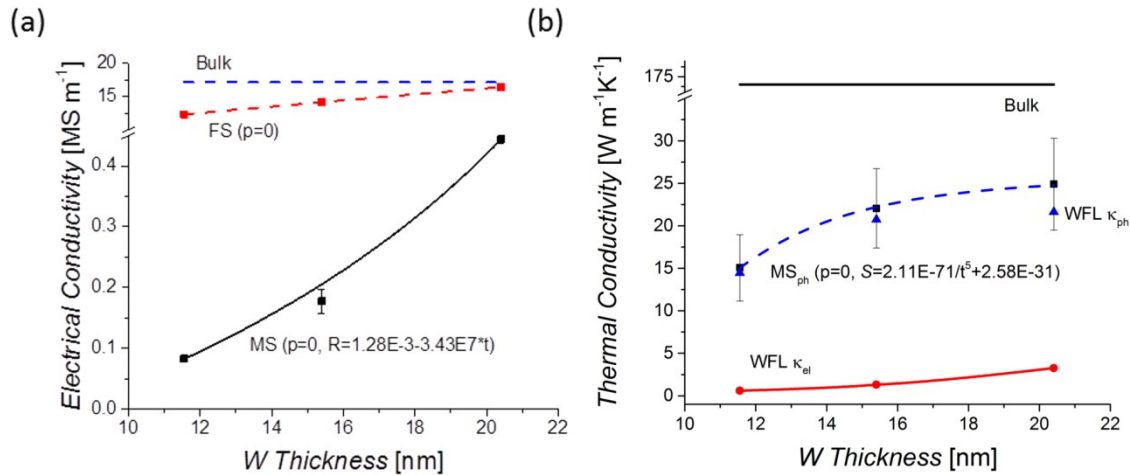 (a)
Electrical Conductivity [MS m-1]
20
15
0.4
0.3
0.2
0.1
0.0
Bulk
FS (p=0)
MS (p=0, R=1.28E-3-3.43E7*t)
10 12 14 16 18 20 22
W Thickness [nm]
(b)
Thermal Conductivity [W m-1K-1]
175
30
25
20
15
10
5
0
Bulk
WFL κph
MSph (p=0, S=2.11E-71/t5+2.58E-31)
WFL κel
10 12 14 16 18 20 22
W Thickness [nm]